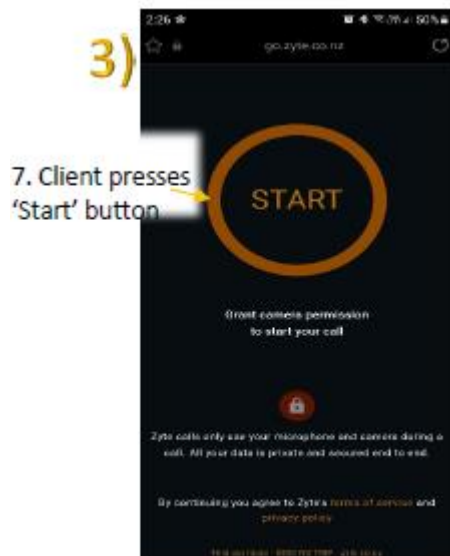 3)
2:26
50%
go.zyte.co.nz
START
7. Client presses
'Start' button
Grant camera permission
to start your call
Zyte calls only use your microphone and camera during a
call. All your data is private and secured end to end.
By continuing you agree to Zyte's terms of service and
privacy policy